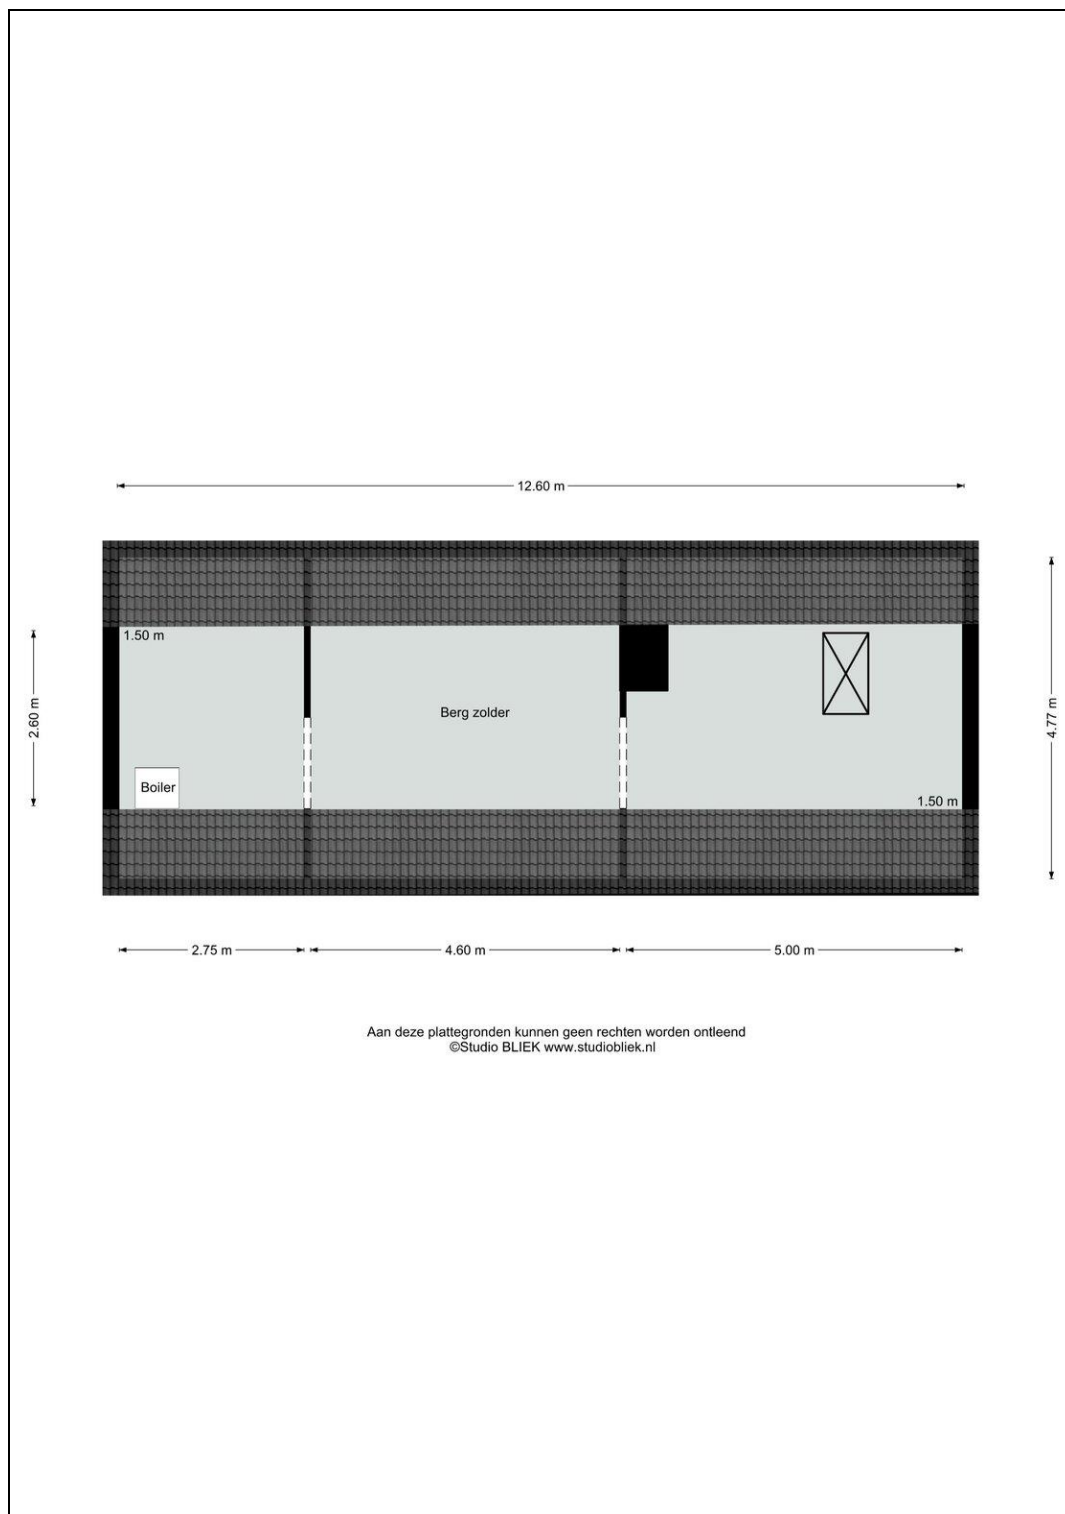 12.60 m
1.50 m
2.60 m
Berg zolder
4.77 m
Boiler
1.50 m
2.75 m
4.60 m
5.00 m
Aan deze plattegronden kunnen geen rechten worden ontleend
©Studio BLIEK www.studiobliek.nl